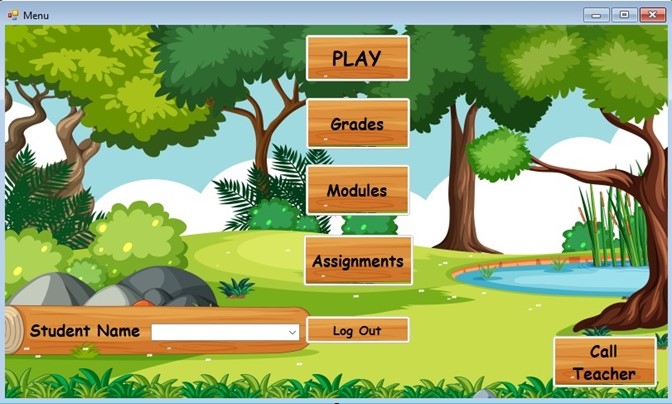 Menu
PLAY
Grades
Modules
Assignments
Student Name
Log Out
Call
Teacher